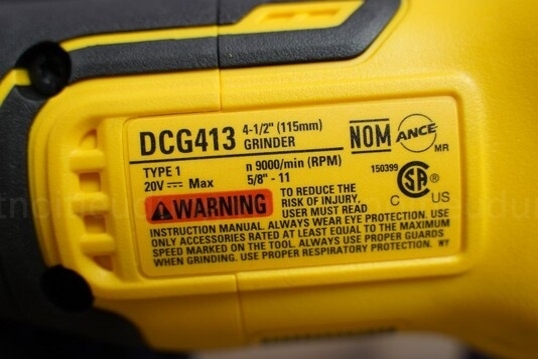 DCG413 4-1/2" (115mm) GRINDER
NOM ANCE MR
TYPE 1 n 9000/min (RPM)
20V ⎓ Max 5/8" - 11
150399 SA ® C US
⚠WARNING TO REDUCE THE
RISK OF INJURY,
USER MUST READ
INSTRUCTION MANUAL. ALWAYS WEAR EYE PROTECTION. USE
ONLY ACCESSORIES RATED AT LEAST EQUAL TO THE MAXIMUM
SPEED MARKED ON THE TOOL. ALWAYS USE PROPER GUARDS
WHEN GRINDING. USE PROPER RESPIRATORY PROTECTION. WY